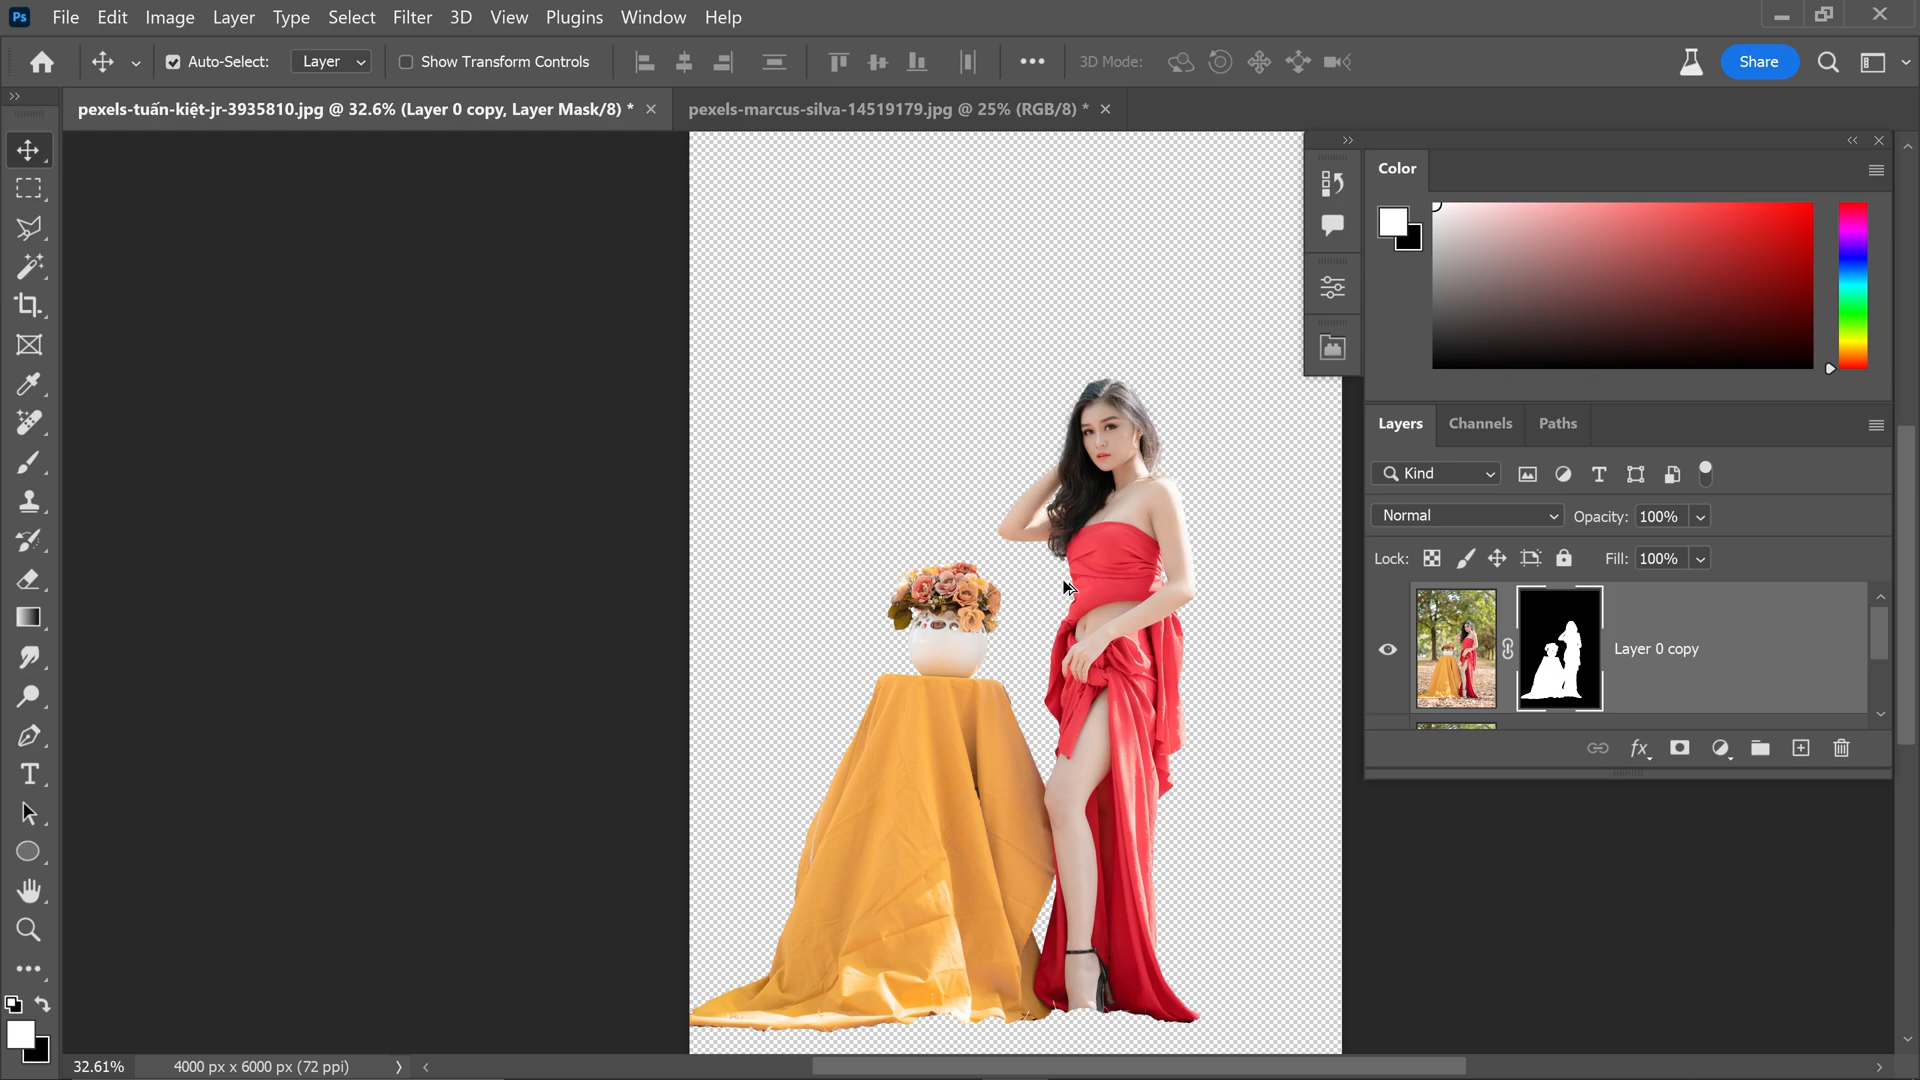 Ps File Edit Image Layer Type Select Filter 3D View Plugins Window Help
Auto-Select: Layer Show Transform Controls 3D Mode: Share
pexels-tuấn-kiệt-jr-3935810.jpg @ 32.6% (Layer 0 copy, Layer Mask/8) * pexels-marcus-silva-14519179.jpg @ 25% (RGB/8) *
Color
Layers Channels Paths
Kind
Normal Opacity: 100%
Lock: Fill: 100%
Layer 0 copy
fx
32.61% 4000 px x 6000 px (72 ppi)